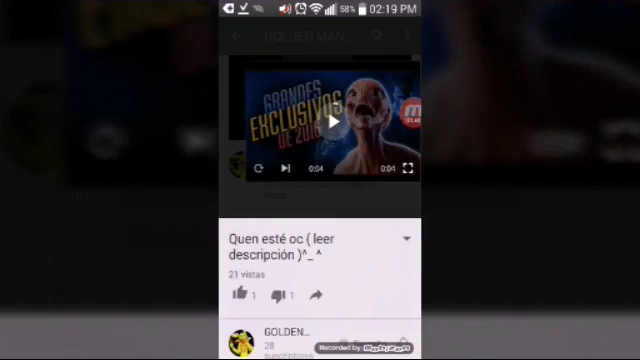 58% 02:19 PM
GOLDEN MAN...
GRANDES
EXCLUSIVAS
DE 2016
0:04 0:04
Quen esté oc ( leer
descripción )^_ ^
21 vistas
1 1
GOLDEN...
28
Recorded by